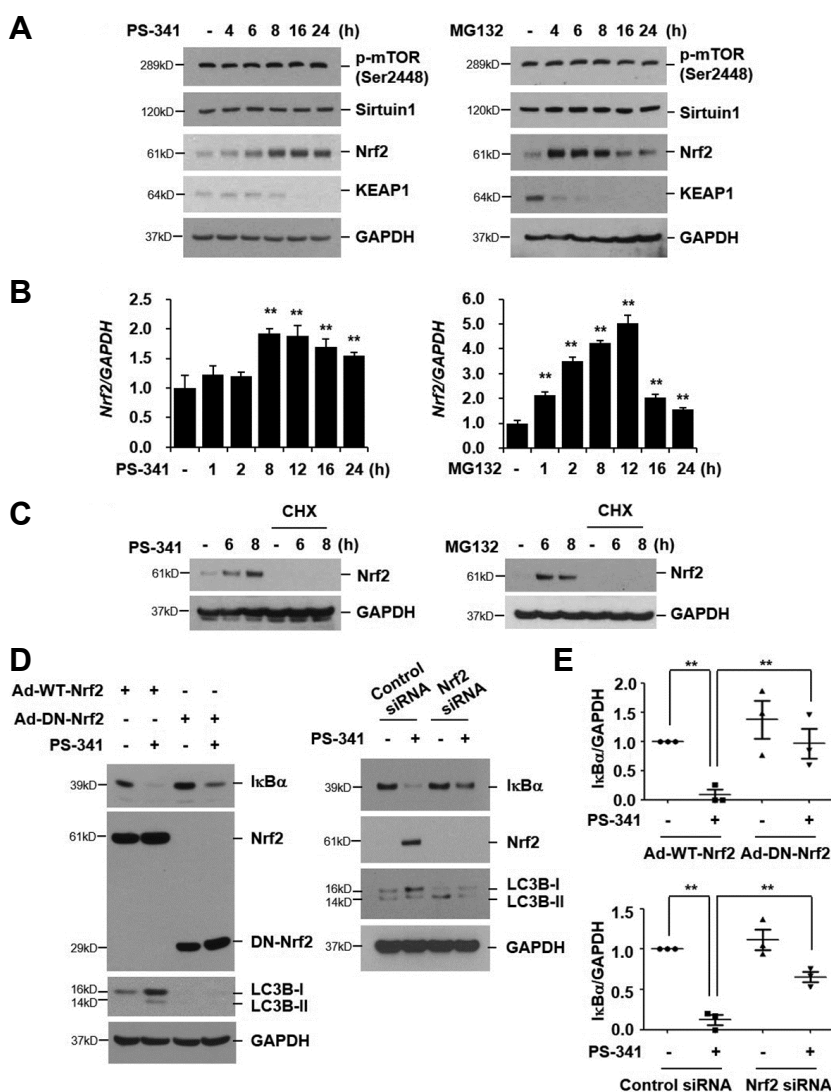 A
PS-341 - 4 6 8 16 24 (h)
289kD p-mTOR
(Ser2448)
120kD Sirtuin1
61kD Nrf2
64kD KEAP1
37kD GAPDH
MG132 - 4 6 8 16 24 (h)
289kD p-mTOR
(Ser2448)
120kD Sirtuin1
61kD Nrf2
64kD KEAP1
37kD GAPDH
B
Nrf2/GAPDH
2.5
2.0
1.5
1.0
0.5
0.0
** ** ** **
PS-341 - 1 2 8 12 16 24 (h)
Nrf2/GAPDH
6.0
5.0
4.0
3.0
2.0
1.0
0.0
** ** ** ** ** **
MG132 - 1 2 8 12 16 24 (h)
C
CHX
PS-341 - 6 8 - 6 8 (h)
61kD Nrf2
37kD GAPDH
CHX
MG132 - 6 8 - 6 8 (h)
61kD Nrf2
37kD GAPDH
D
Ad-WT-Nrf2 + + - -
Ad-DN-Nrf2 - - + +
PS-341 - + - +
39kD IκBα
61kD Nrf2
29kD DN-Nrf2
16kD LC3B-I
14kD LC3B-II
37kD GAPDH
Control siRNA
Nrf2 siRNA
PS-341 - + - +
39kD IκBα
61kD Nrf2
16kD LC3B-I
14kD LC3B-II
37kD GAPDH
E
** **
IκBα/GAPDH
2.0
1.5
1.0
0.5
0.0
PS-341 - + - +
Ad-WT-Nrf2 Ad-DN-Nrf2
** **
IκBα/GAPDH
1.5
1.0
0.5
0.0
PS-341 - + - +
Control siRNA Nrf2 siRNA